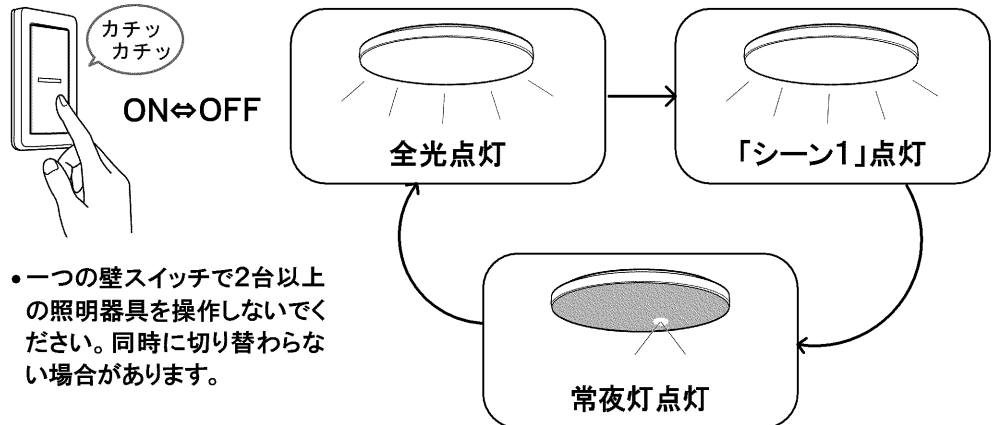 カチッ
カチッ
ON⇔OFF
全光点灯
「シーン1」点灯
常夜灯点灯
•一つの壁スイッチで2台以上
の照明器具を操作しないでく
ださい。同時に切り替わらな
い場合があります。